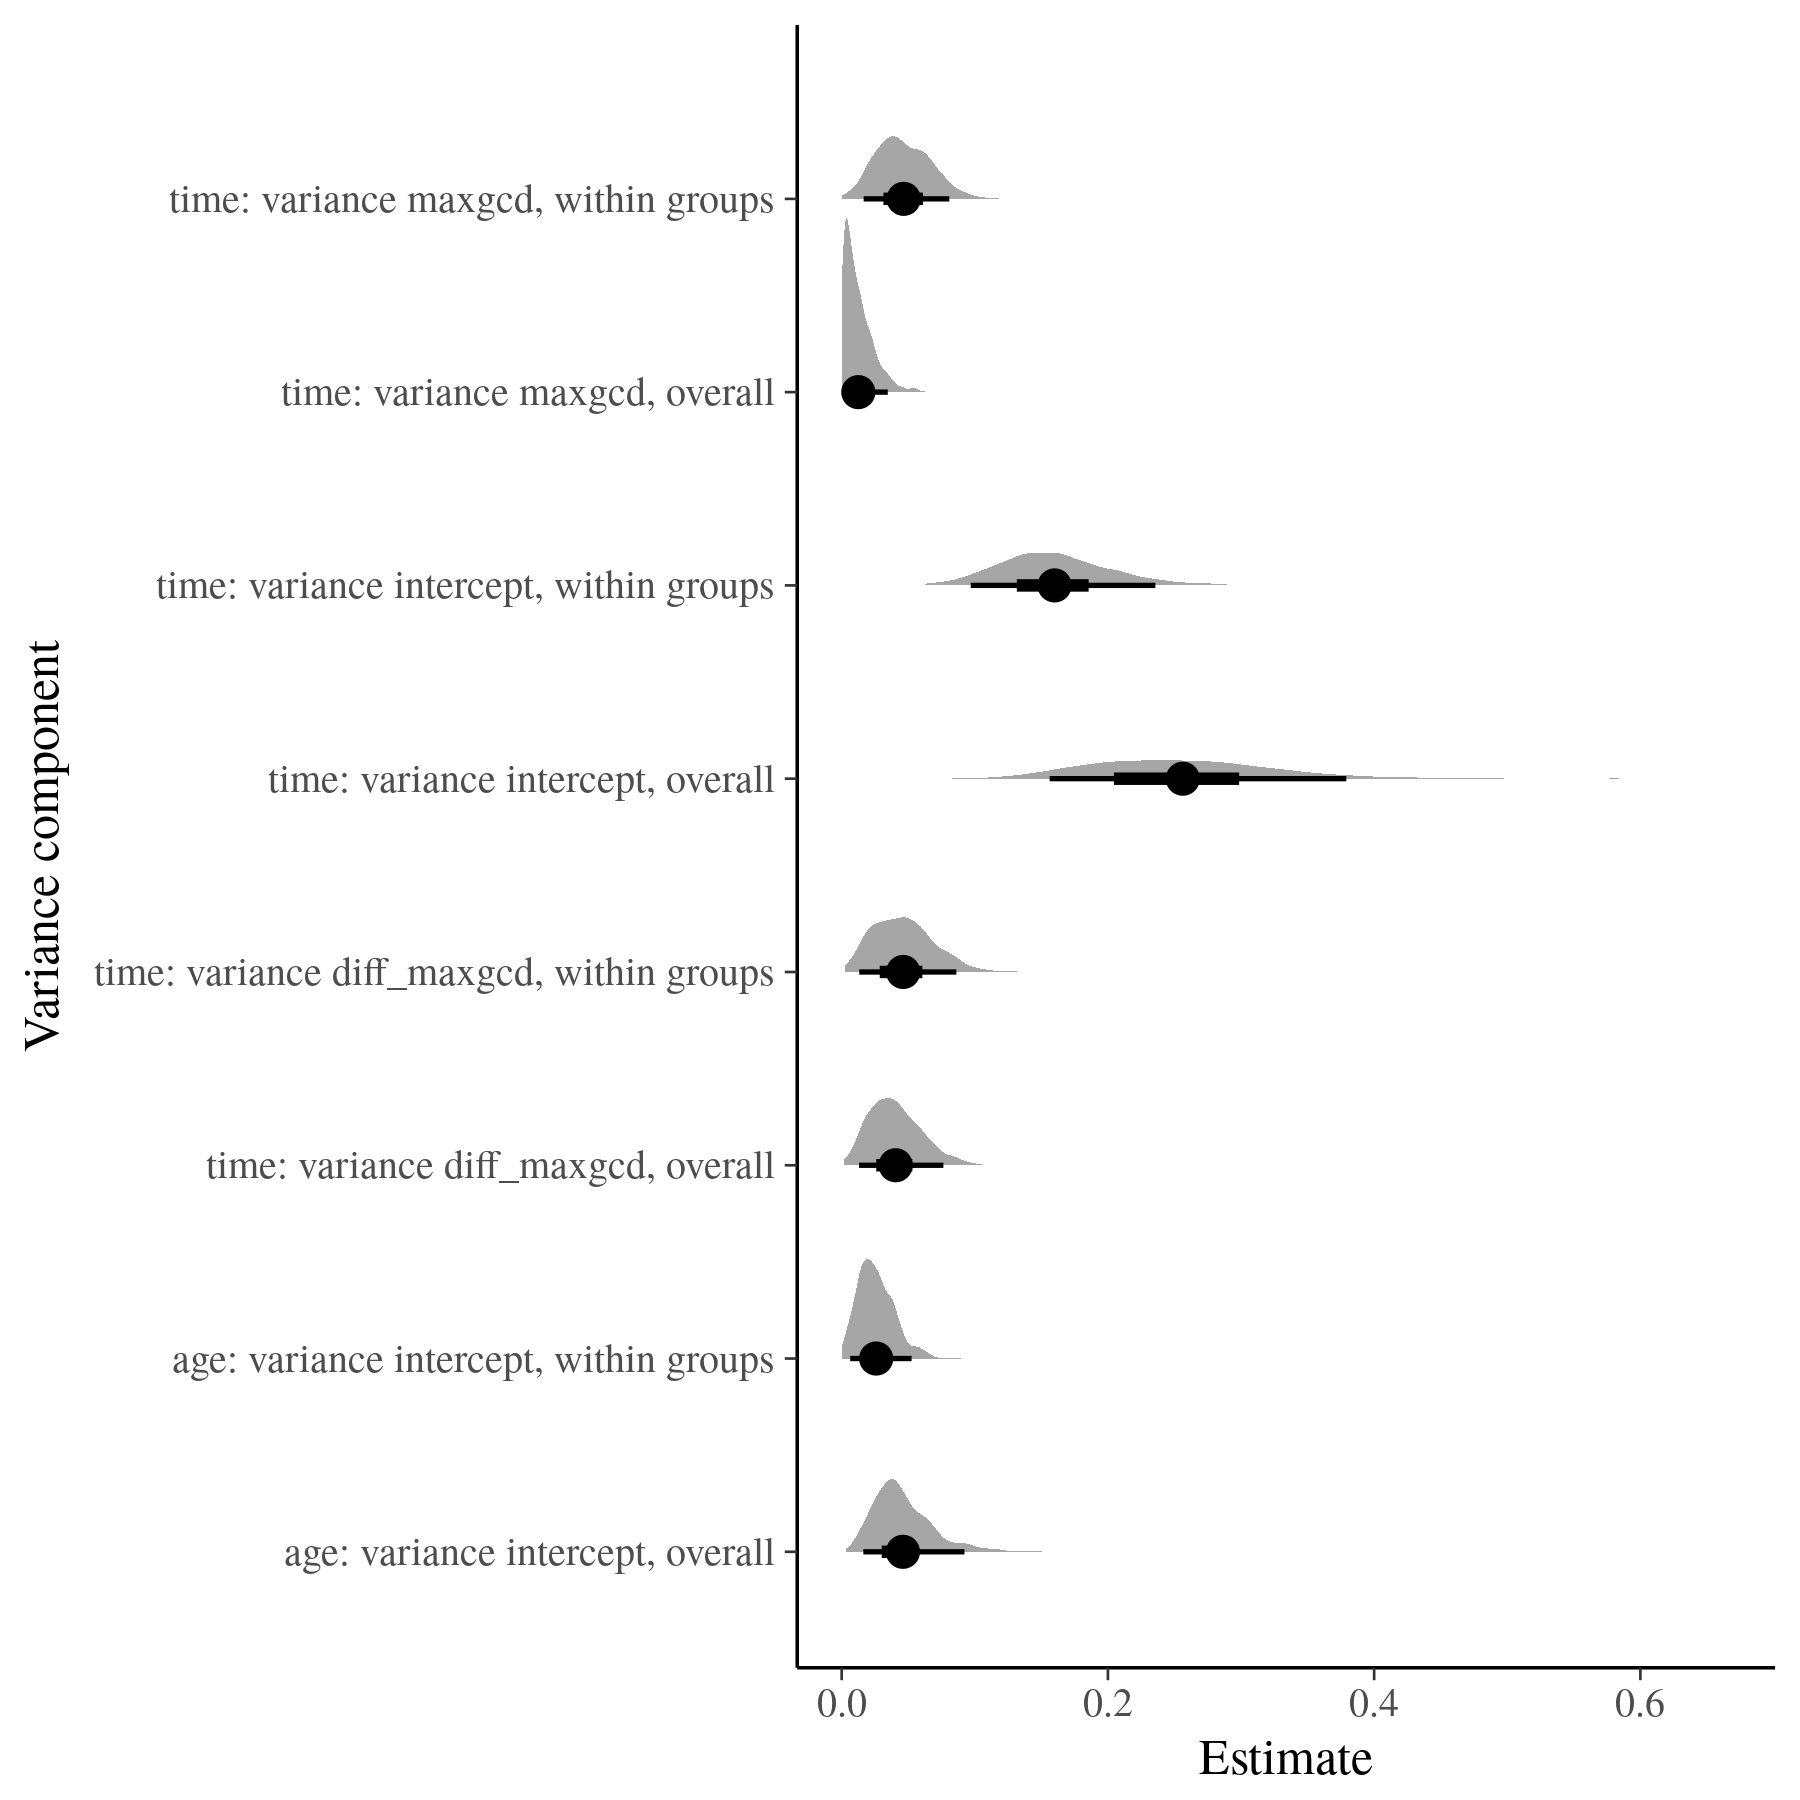 time: variance maxgcd, within groups
time: variance maxgcd, overall
time: variance intercept, within groups
time: variance intercept, overall
time: variance diff_maxgcd, within groups
time: variance diff_maxgcd, overall
age: variance intercept, within groups
age: variance intercept, overall
Variance component
0.0 0.2 0.4 0.6
Estimate